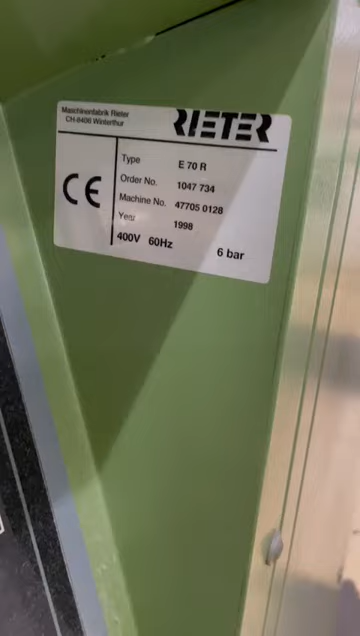 Maschinenfabrik Rieter
CH-8406 Winterthur
RIETER
CE
Type E 70 R
Order No. 1047 734
Machine No. 47705 0128
Year 1998
400V 60Hz 6 bar